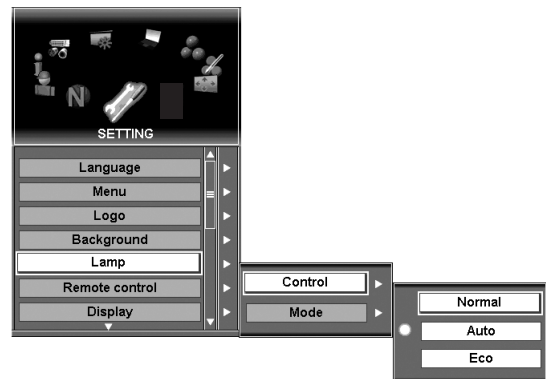 N
SETTING
Language
Menu
Logo
Background
Lamp
Remote control
Display
Control
Mode
Normal
Auto
Eco